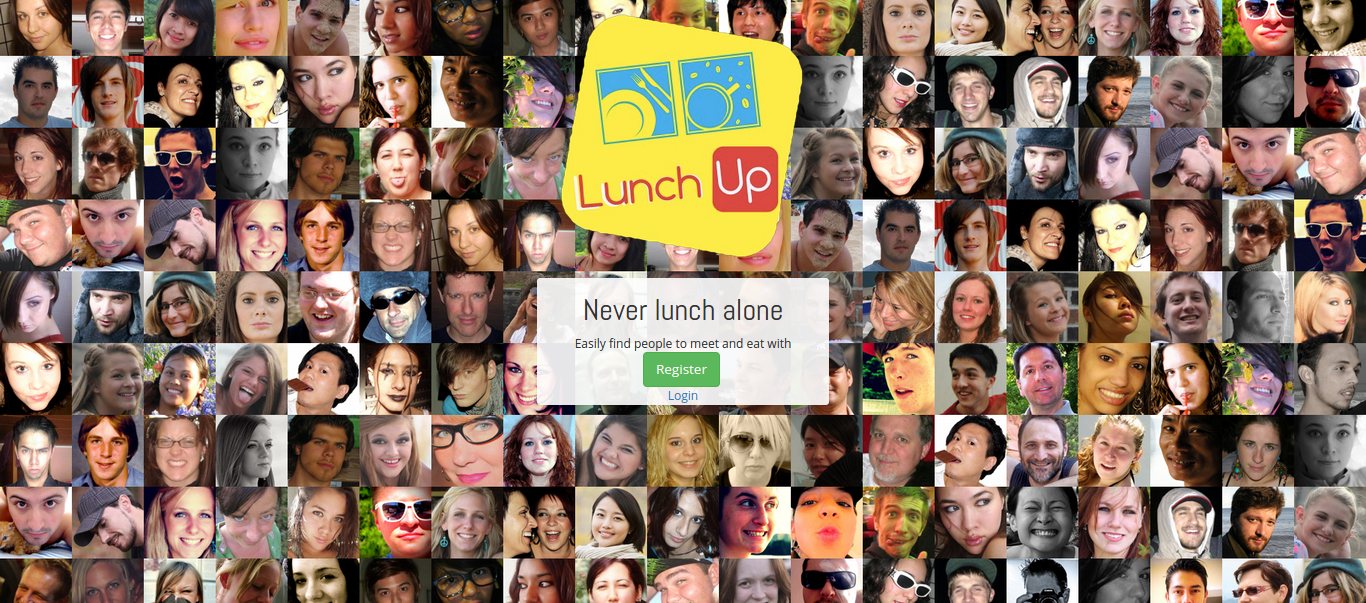 Lunch Up
Never lunch alone
Easily find people to meet and eat with
Register
Login